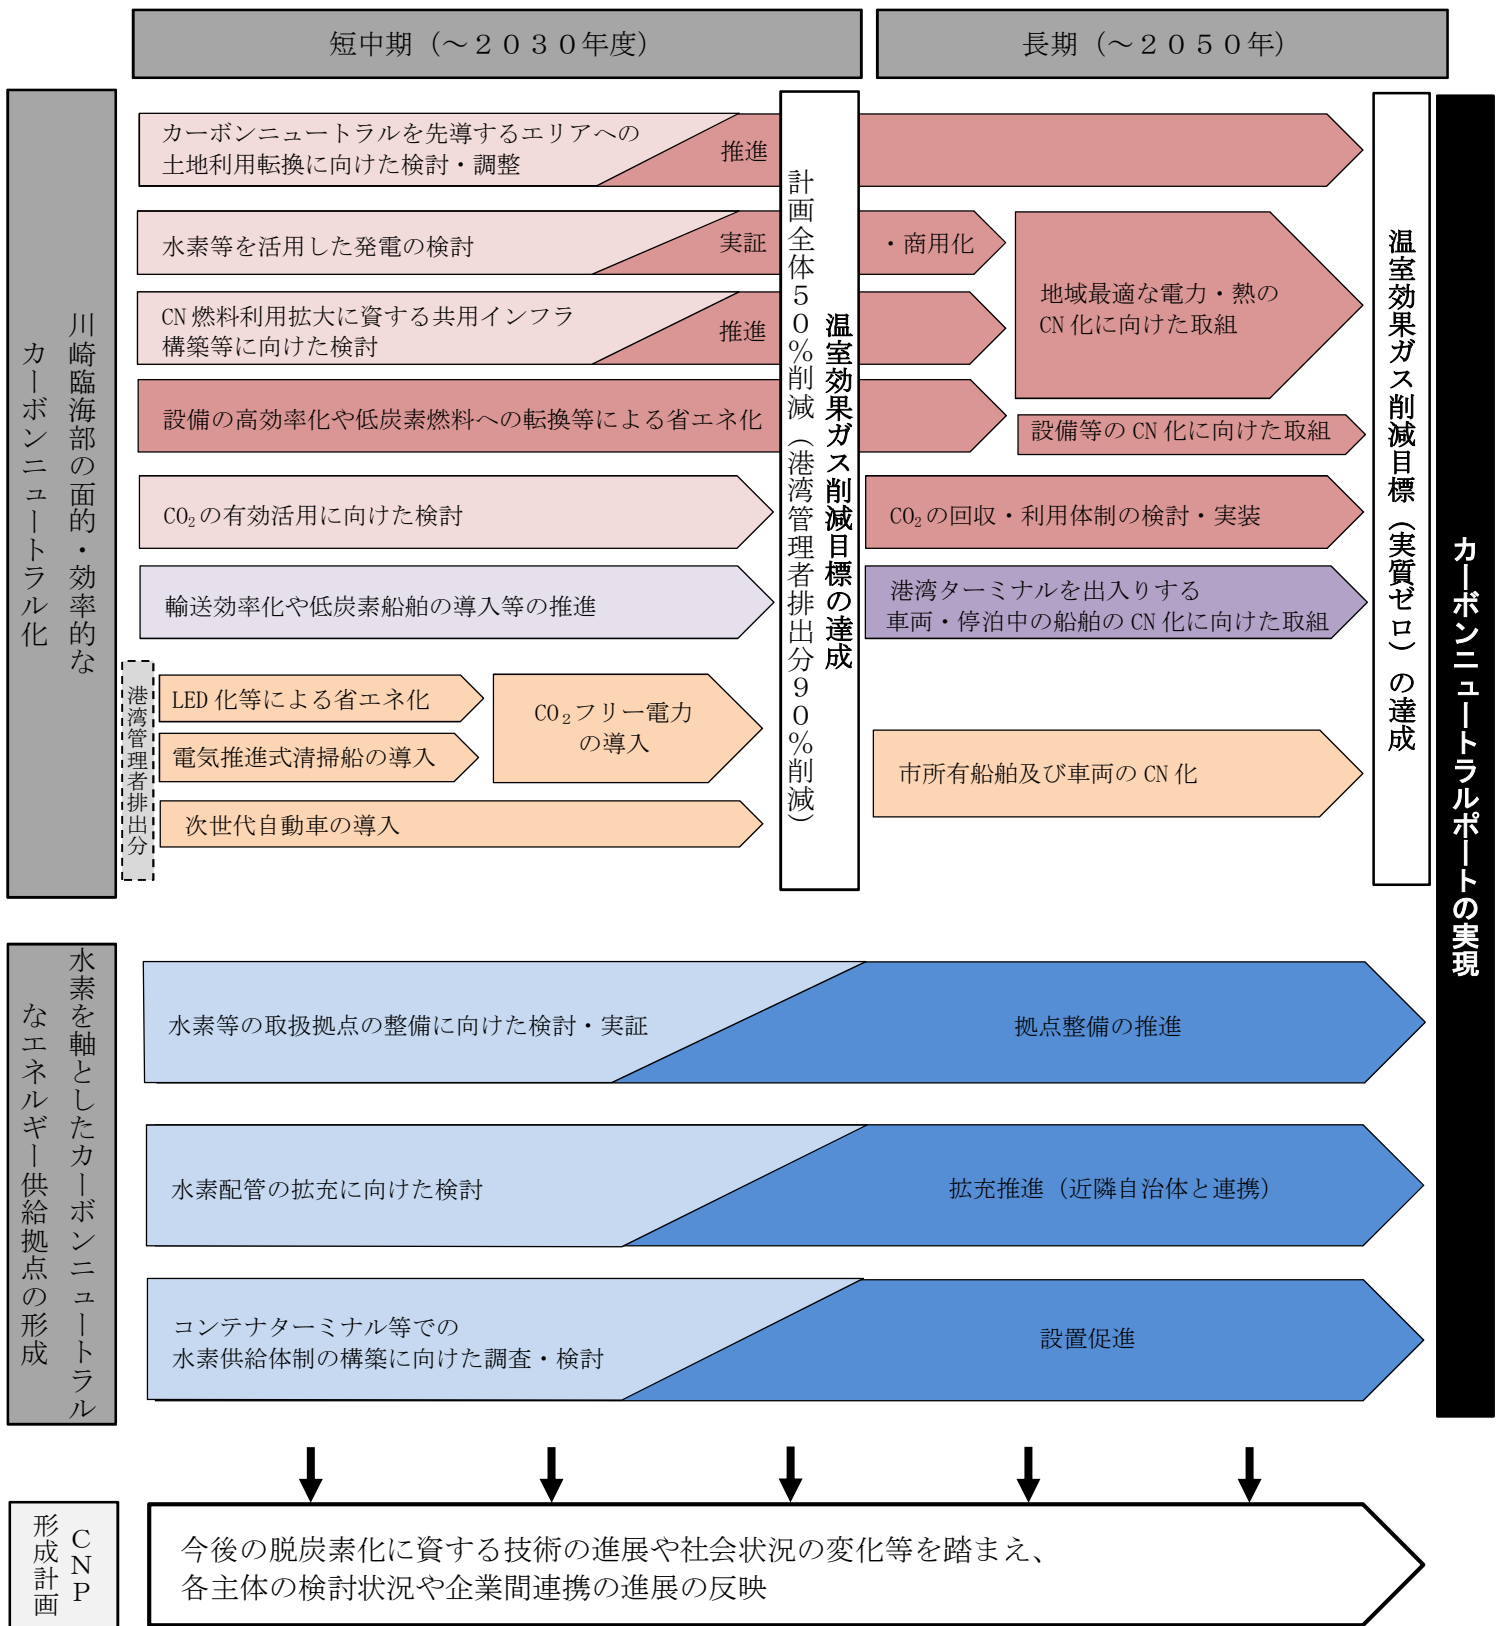 短中期（～２０３０年度）
長期（～２０５０年）
川崎臨海部の面的・効率的な
カーボンニュートラル化
カーボンニュートラルを先導するエリアへの
土地利用転換に向けた検討・調整
推進
水素等を活用した発電の検討
実証
・商用化
CN 燃料利用拡大に資する共用インフラ
構築等に向けた検討
推進
地域最適な電力・熱の
CN 化に向けた取組
設備の高効率化や低炭素燃料への転換等による省エネ化
設備等の CN 化に向けた取組
CO₂の有効活用に向けた検討
CO₂の回収・利用体制の検討・実装
輸送効率化や低炭素船舶の導入等の推進
港湾ターミナルを出入りする
車両・停泊中の船舶の CN 化に向けた取組
港湾管理者排出分
LED 化等による省エネ化
電気推進式清掃船の導入
CO₂フリー電力
の導入
次世代自動車の導入
市所有船舶及び車両の CN 化
温室効果ガス削減目標の達成
計画全体５０％削減（港湾管理者排出分９０％削減）
温室効果ガス削減目標（実質ゼロ）の達成
カーボンニュートラルポートの実現
水素を軸としたカーボンニュートラル
なエネルギー供給拠点の形成
水素等の取扱拠点の整備に向けた検討・実証
拠点整備の推進
水素配管の拡充に向けた検討
拡充推進（近隣自治体と連携）
コンテナターミナル等での
水素供給体制の構築に向けた調査・検討
設置促進
ＣＮＰ
形成計画
今後の脱炭素化に資する技術の進展や社会状況の変化等を踏まえ、
各主体の検討状況や企業間連携の進展の反映